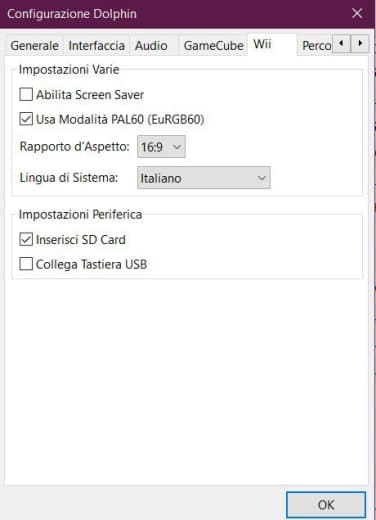 Configurazione Dolphin
Generale Interfaccia Audio GameCube Wii Perco
Impostazioni Varie
Abilita Screen Saver
Usa Modalità PAL60 (EuRGB60)
Rapporto d'Aspetto: 16:9
Lingua di Sistema: Italiano
Impostazioni Periferica
Inserisci SD Card
Collega Tastiera USB
OK